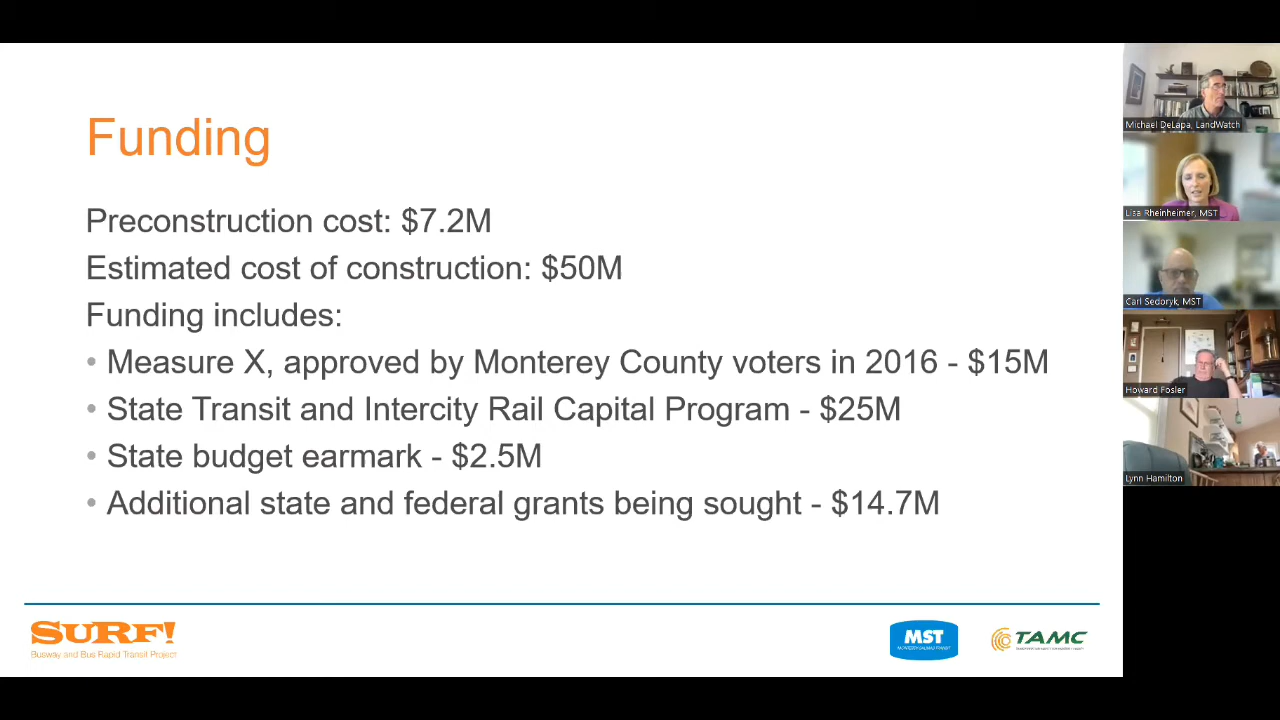 Funding
Preconstruction cost: $7.2M
Estimated cost of construction: $50M
Funding includes:
• Measure X, approved by Monterey County voters in 2016 - $15M
• State Transit and Intercity Rail Capital Program - $25M
• State budget earmark - $2.5M
• Additional state and federal grants being sought - $14.7M
SURF!
Busway and Bus Rapid Transit Project
MST
MONTEREY-SALINAS TRANSIT
TAMC
Michael DeLapa, LandWatch
Lisa Rheinheimer, MST
Carl Sedoryk, MST
Howard Fosler
Lynn Hamilton